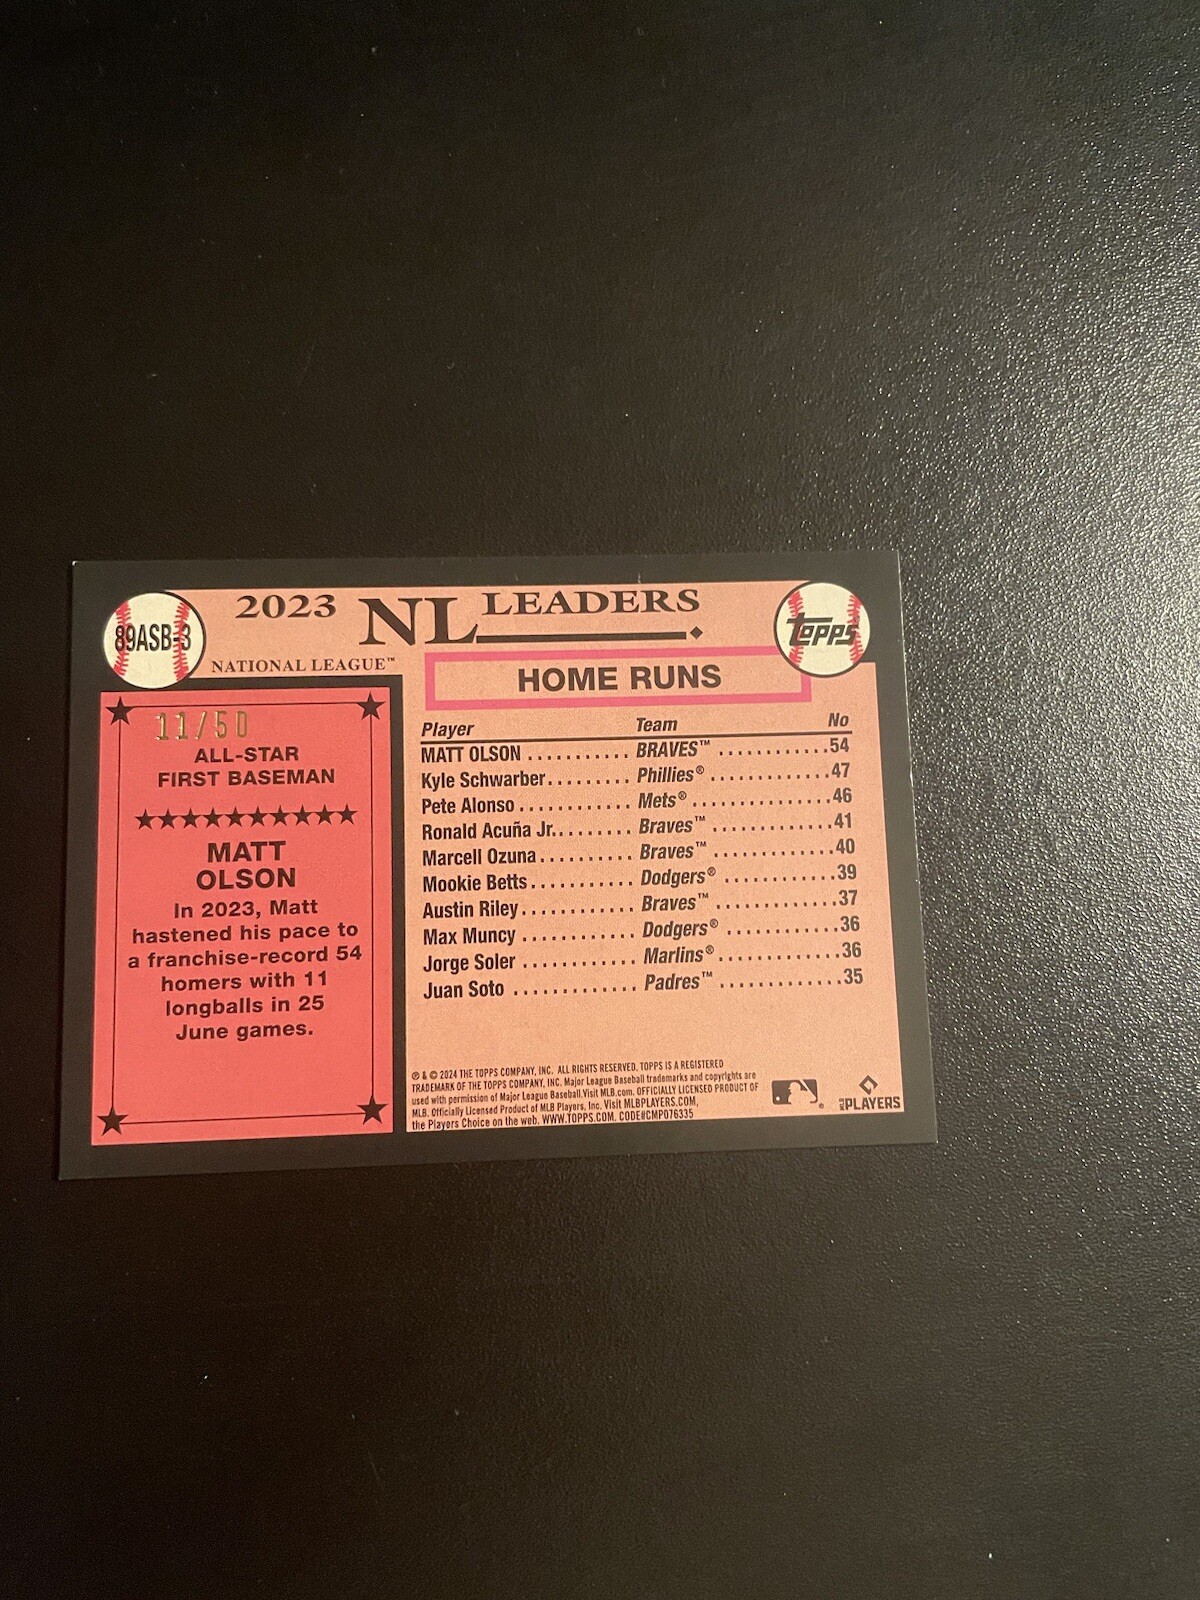 89ASB-3
2023 NL LEADERS
NATIONAL LEAGUE™
TOPPS
11/50
ALL-STAR
FIRST BASEMAN
MATT
OLSON
In 2023, Matt
hastened his pace to
a franchise-record 54
homers with 11
longballs in 25
June games.
HOME RUNS
Player Team No
MATT OLSON ........... BRAVES™ ............54
Kyle Schwarber......... Phillies® .............47
Pete Alonso ............ Mets® ................46
Ronald Acuña Jr......... Braves™ .............41
Marcell Ozuna .......... Braves™ .............40
Mookie Betts........... Dodgers® ............39
Austin Riley............ Braves™ .............37
Max Muncy ............ Dodgers® ............36
Jorge Soler ............ Marlins®.............36
Juan Soto ............. Padres™ .............35
℗ & © 2024 THE TOPPS COMPANY, INC. ALL RIGHTS RESERVED. TOPPS IS A REGISTERED
TRADEMARK OF THE TOPPS COMPANY, INC. Major League Baseball trademarks and copyrights are
used with permission of Major League Baseball.Visit MLB.com. OFFICIALLY LICENSED PRODUCT OF
MLB. Officially Licensed Product of MLB Players, Inc. Visit MLBPLAYERS.COM,
the Players Choice on the web. WWW.TOPPS.COM. CODE#CMP076335
MLB PLAYERS